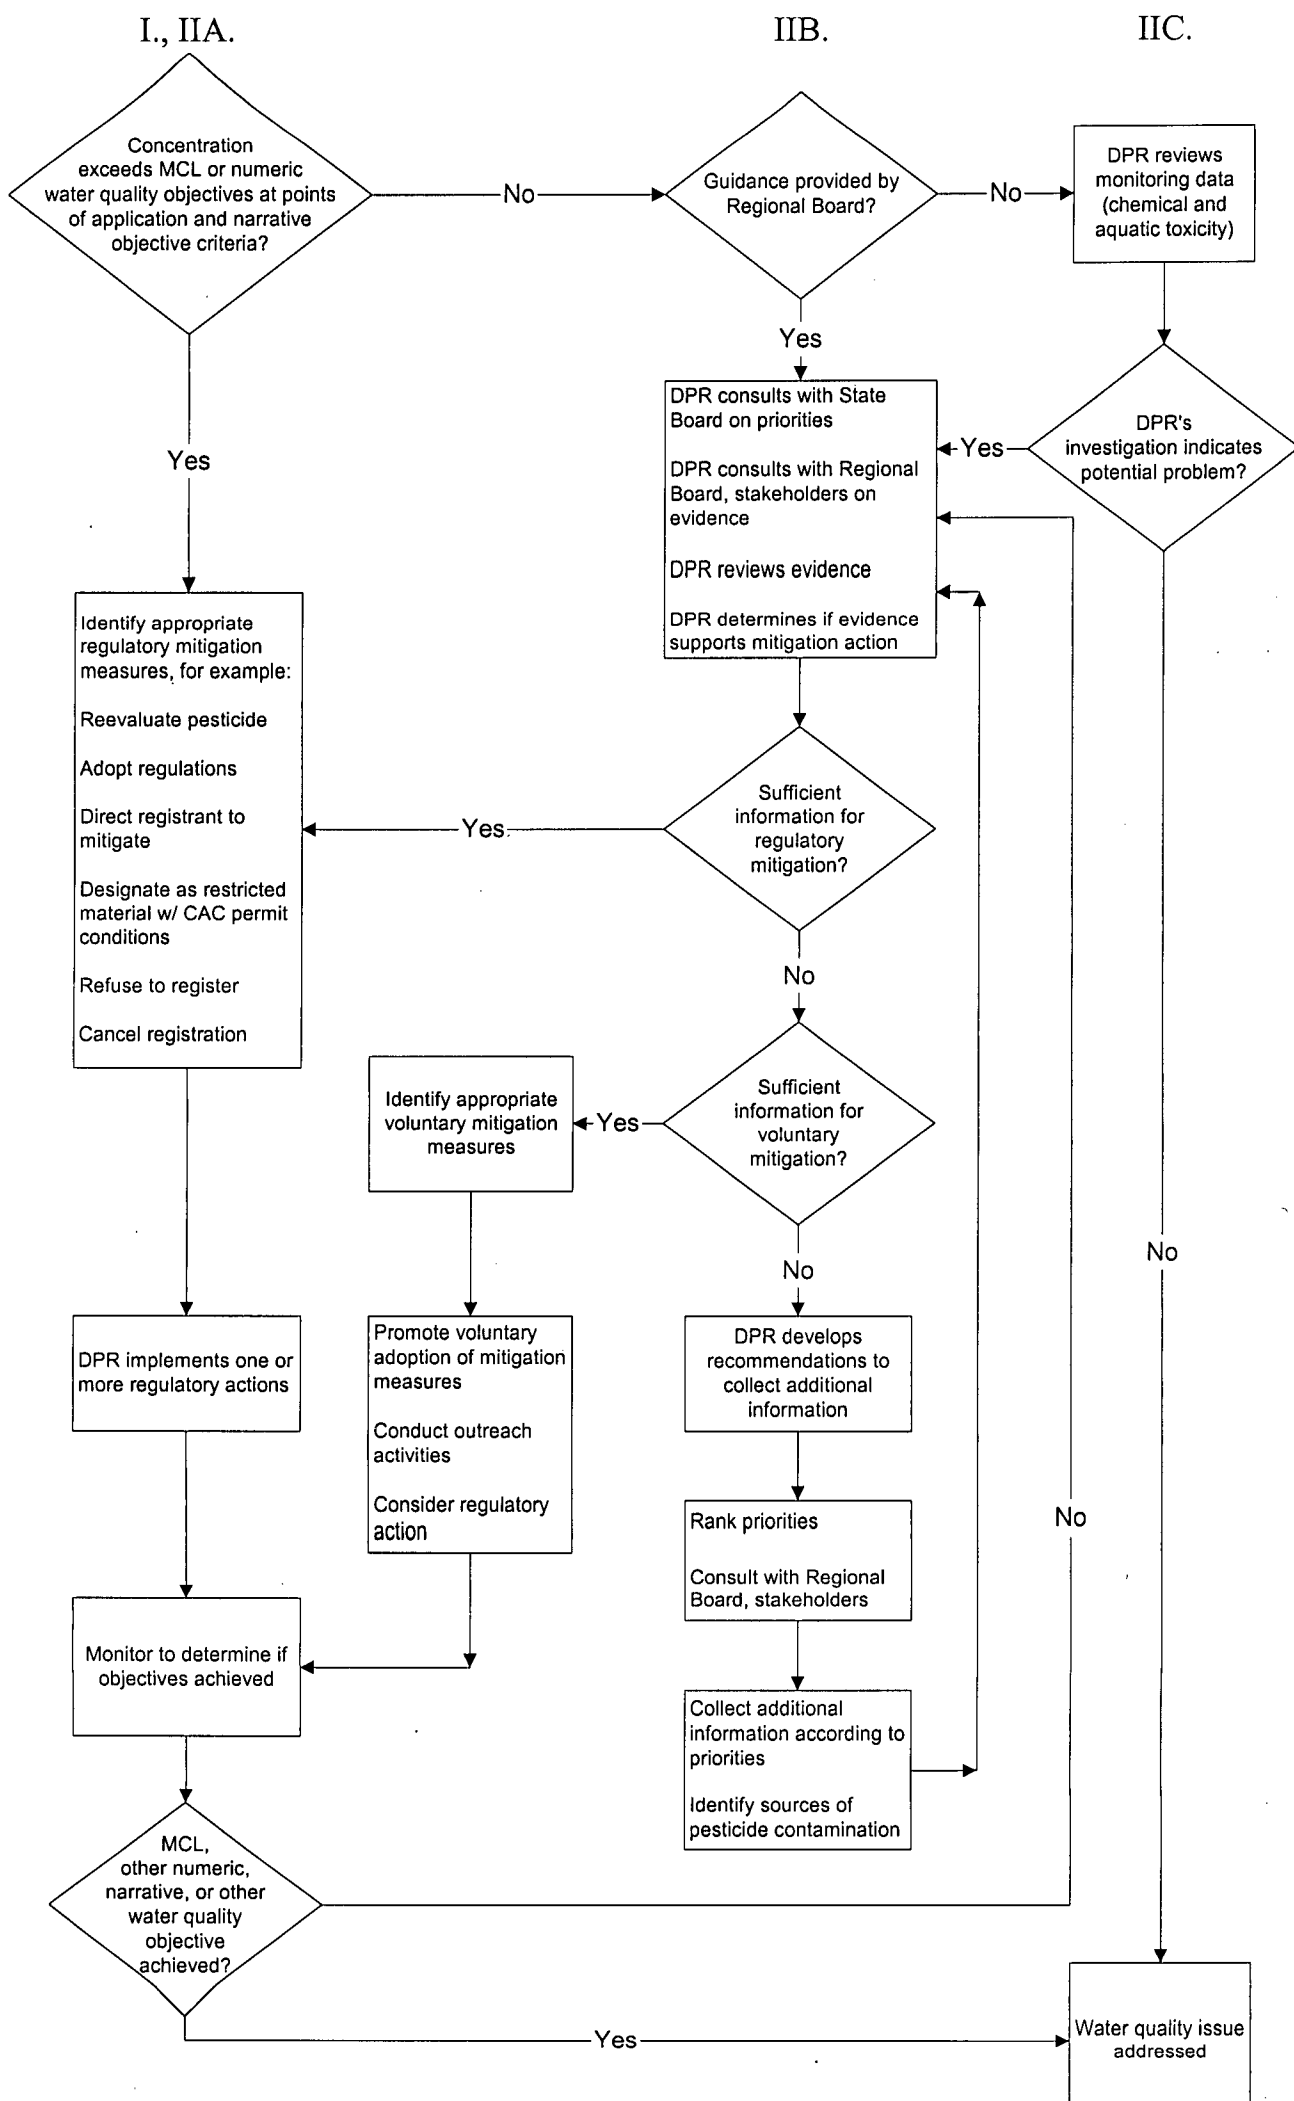 I., IIA.
IIB.
IIC.
Concentration
exceeds MCL or numeric
water quality objectives at points
of application and narrative
objective criteria?
No
Guidance provided by
Regional Board?
No
DPR reviews
monitoring data
(chemical and
aquatic toxicity)
Yes
Yes
DPR consults with State
Board on priorities
DPR consults with Regional
Board, stakeholders on
evidence
DPR reviews evidence
DPR determines if evidence
supports mitigation action
Yes
DPR's
investigation indicates
potential problem?
Identify appropriate
regulatory mitigation
measures, for example:
Reevaluate pesticide
Adopt regulations
Direct registrant to
mitigate
Designate as restricted
material w/ CAC permit
conditions
Refuse to register
Cancel registration
Yes
Sufficient
information for
regulatory
mitigation?
No
Identify appropriate
voluntary mitigation
measures
Yes
Sufficient
information for
voluntary
mitigation?
No
No
DPR implements one or
more regulatory actions
Promote voluntary
adoption of mitigation
measures
Conduct outreach
activities
Consider regulatory
action
DPR develops
recommendations to
collect additional
information
Rank priorities
Consult with Regional
Board, stakeholders
No
Monitor to determine if
objectives achieved
Collect additional
information according to
priorities
Identify sources of
pesticide contamination
MCL,
other numeric,
narrative, or other
water quality
objective
achieved?
Yes
Water quality issue
addressed